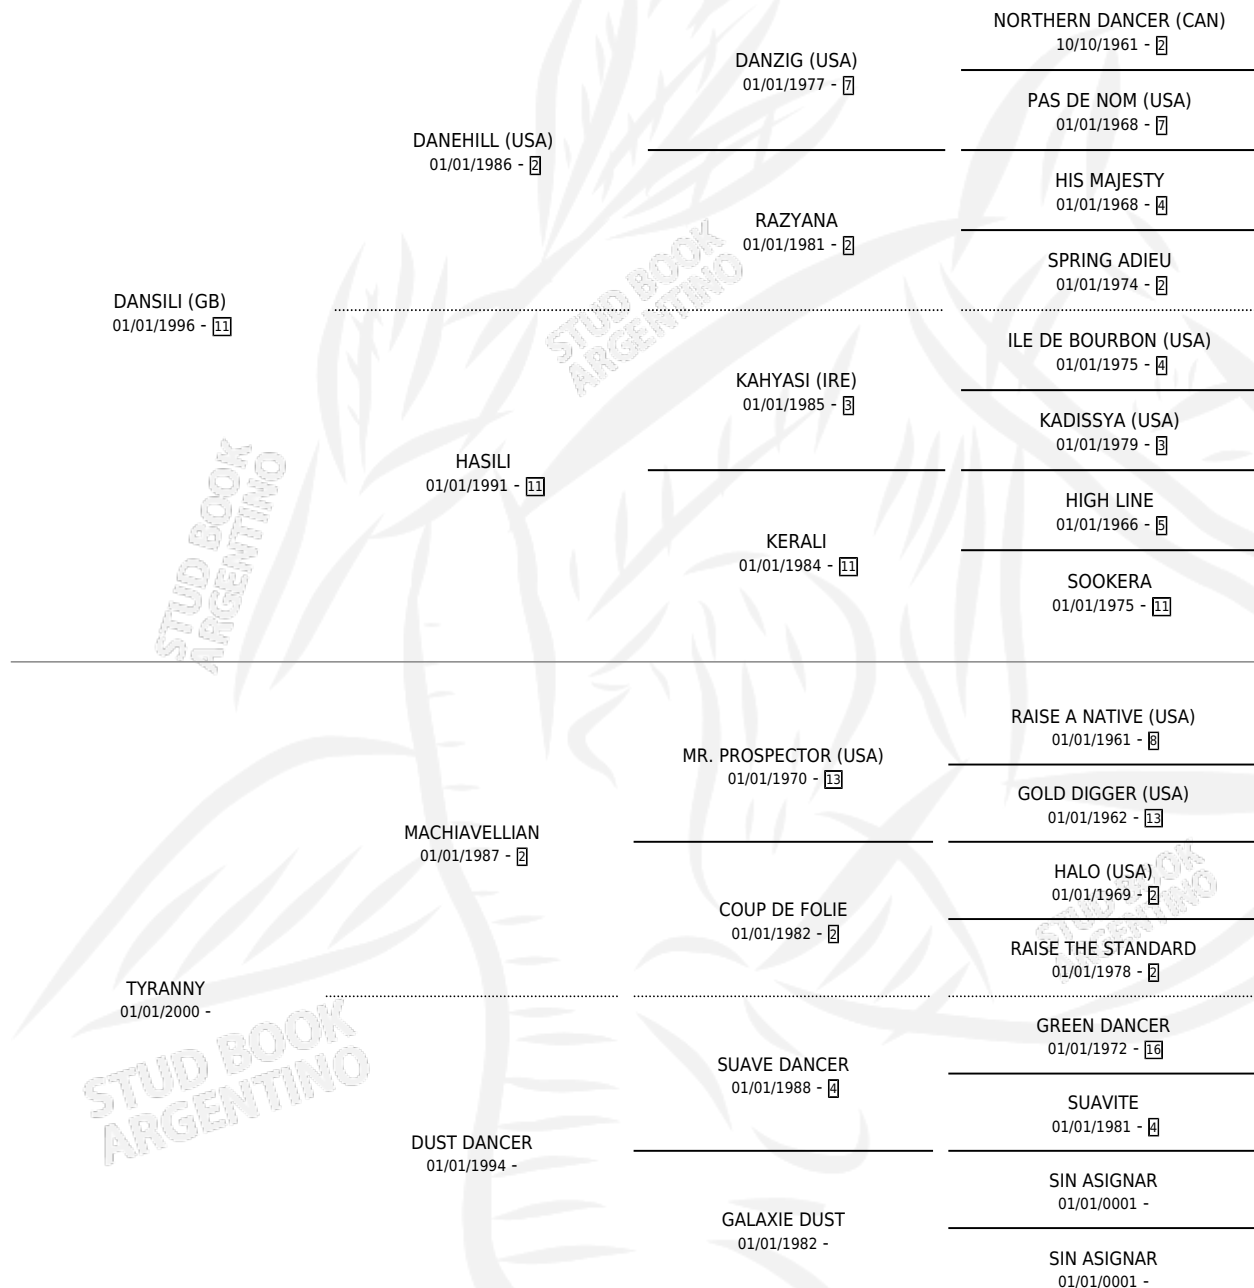 NORTHERN DANCER (CAN)
10/10/1961 - 2
DANZIG (USA)
01/01/1977 - 7
PAS DE NOM (USA)
01/01/1968 - 7
DANEHILL (USA)
01/01/1986 - 2
HIS MAJESTY
01/01/1968 - 4
RAZYANA
01/01/1981 - 2
SPRING ADIEU
01/01/1974 - 2
DANSILI (GB)
01/01/1996 - 11
STUD BOOK
ARGENTINO
ILE DE BOURBON (USA)
01/01/1975 - 4
KAHYASI (IRE)
01/01/1985 - 3
KADISSYA (USA)
01/01/1979 - 3
HASILI
01/01/1991 - 11
HIGH LINE
01/01/1966 - 5
KERALI
01/01/1984 - 11
SOOKERA
01/01/1975 - 11
STUD BOOK
ARGENTINO
RAISE A NATIVE (USA)
01/01/1961 - 8
MR. PROSPECTOR (USA)
01/01/1970 - 13
GOLD DIGGER (USA)
01/01/1962 - 13
MACHIAVELLIAN
01/01/1987 - 2
HALO (USA)
01/01/1969 - 2
COUP DE FOLIE
01/01/1982 - 2
STUD BOOK
ARGENTINO
RAISE THE STANDARD
01/01/1978 - 2
TYRANNY
01/01/2000 -
GREEN DANCER
01/01/1972 - 16
SUAVE DANCER
01/01/1988 - 4
STUD BOOK
ARGENTINO
SUAVITE
01/01/1981 - 4
DUST DANCER
01/01/1994 -
SIN ASIGNAR
01/01/0001 -
GALAXIE DUST
01/01/1982 -
SIN ASIGNAR
01/01/0001 -